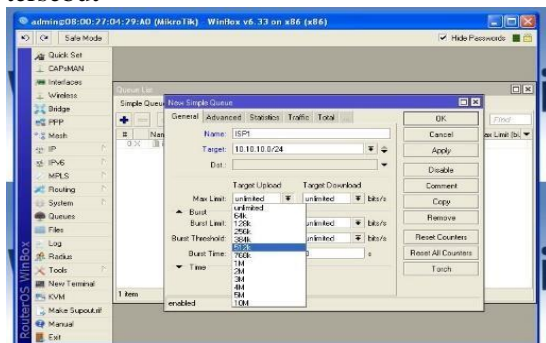 tersebut
admin@08:00:27:04:29:A0 (MikroTik) - WinBox v6.33 on x86 (x86)
Safe Mode
Hide Passwords
Quick Set
CAPsMAN
Interfaces
Wireless
Bridge
PPP
Mesh
IP
IPv6
MPLS
Routing
System
Queues
Files
Log
Radius
Tools
New Terminal
KVM
Make Supout.rif
Manual
Exit
RouterOS WinBox
Queue List
Simple Queue
#
Nam
0 X
1 item
Find
ax Limit (bi
New Simple Queue
General Advanced Statistics Traffic Total ...
Name: ISP1
Target: 10.10.10.0/24
Dst.:
Target Upload Target Download
Max Limit: unlimited unlimited bits/s
Burst
Burst Limit: unlimited bits/s
Burst Threshold: unlimited bits/s
Burst Time: s
Time
unlimited
64k
128k
256k
384k
512k
768k
1M
2M
3M
4M
5M
10M
enabled
OK
Cancel
Apply
Disable
Comment
Copy
Remove
Reset Counters
Reset All Counters
Torch